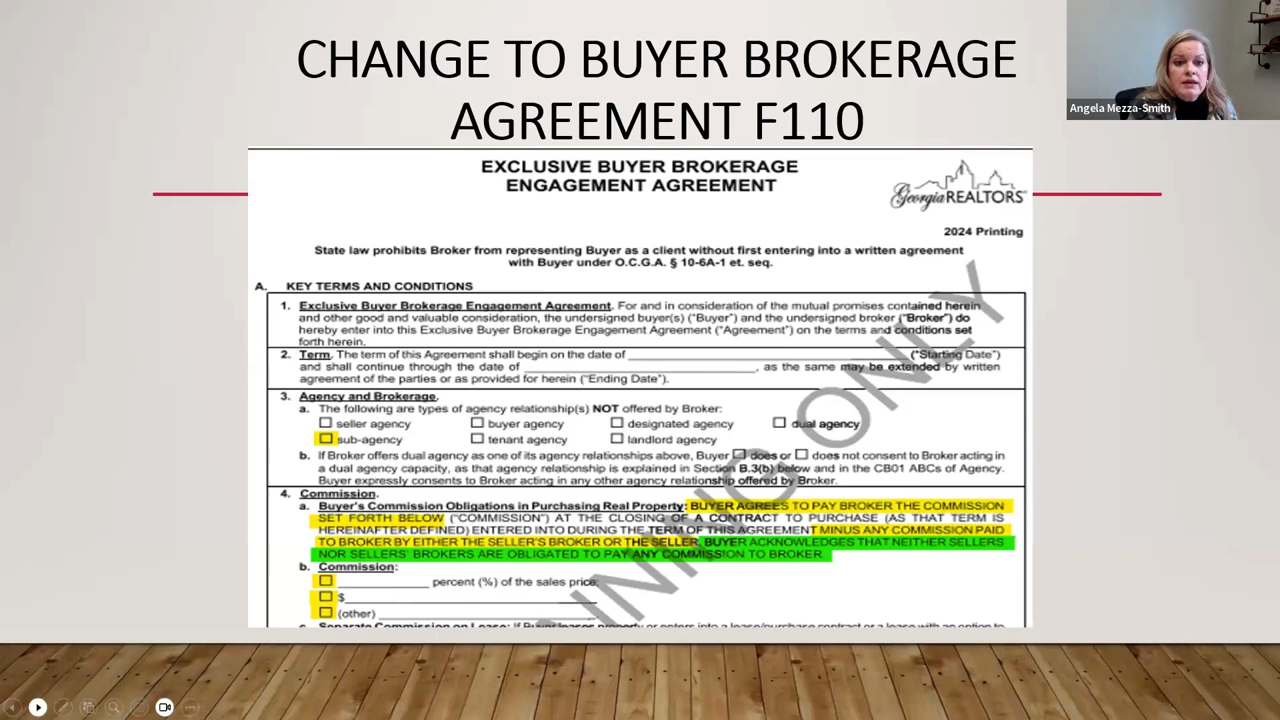 CHANGE TO BUYER BROKERAGE
AGREEMENT F110
Angela Mezza-Smith
EXCLUSIVE BUYER BROKERAGE
ENGAGEMENT AGREEMENT
Georgia REALTORS
2024 Printing
State law prohibits Broker from representing Buyer as a client without first entering into a written agreement
with Buyer under O.C.G.A. § 10-6A-1 et. seq.
A. KEY TERMS AND CONDITIONS
1. Exclusive Buyer Brokerage Engagement Agreement. For and in consideration of the mutual promises contained herein
and other good and valuable consideration, the undersigned buyer(s) ("Buyer") and the undersigned broker ("Broker") do
hereby enter into this Exclusive Buyer Brokerage Engagement Agreement ("Agreement") on the terms and conditions set
forth herein.
2. Term. The term of this Agreement shall begin on the date of ______ ("Starting Date")
and shall continue through the date of ______, as the same may be extended by written
agreement of the parties or as provided for herein ("Ending Date").
3. Agency and Brokerage.
a. The following are types of agency relationship(s) NOT offered by Broker:
☐ seller agency ☐ buyer agency ☐ designated agency ☐ dual agency
☐ sub-agency ☐ tenant agency ☐ landlord agency
b. If Broker offers dual agency as one of its agency relationships above, Buyer ☐ does or ☐ does not consent to Broker acting in
a dual agency capacity, as that agency relationship is explained in Section B.3(b) below and in the CB01 ABCs of Agency.
Buyer expressly consents to Broker acting in any other agency relationship offered by Broker.
4. Commission.
a. Buyer's Commission Obligations in Purchasing Real Property: BUYER AGREES TO PAY BROKER THE COMMISSION
SET FORTH BELOW ("COMMISSION") AT THE CLOSING OF A CONTRACT TO PURCHASE (AS THAT TERM IS
HEREINAFTER DEFINED) ENTERED INTO DURING THE TERM OF THIS AGREEMENT MINUS ANY COMMISSION PAID
TO BROKER BY EITHER THE SELLER'S BROKER OR THE SELLER. BUYER ACKNOWLEDGES THAT NEITHER SELLERS
NOR SELLERS' BROKERS ARE OBLIGATED TO PAY ANY COMMISSION TO BROKER.
b. Commission:
☐ ______ percent (%) of the sales price;
☐ $______
☐ (other) ______
NNING ONLY